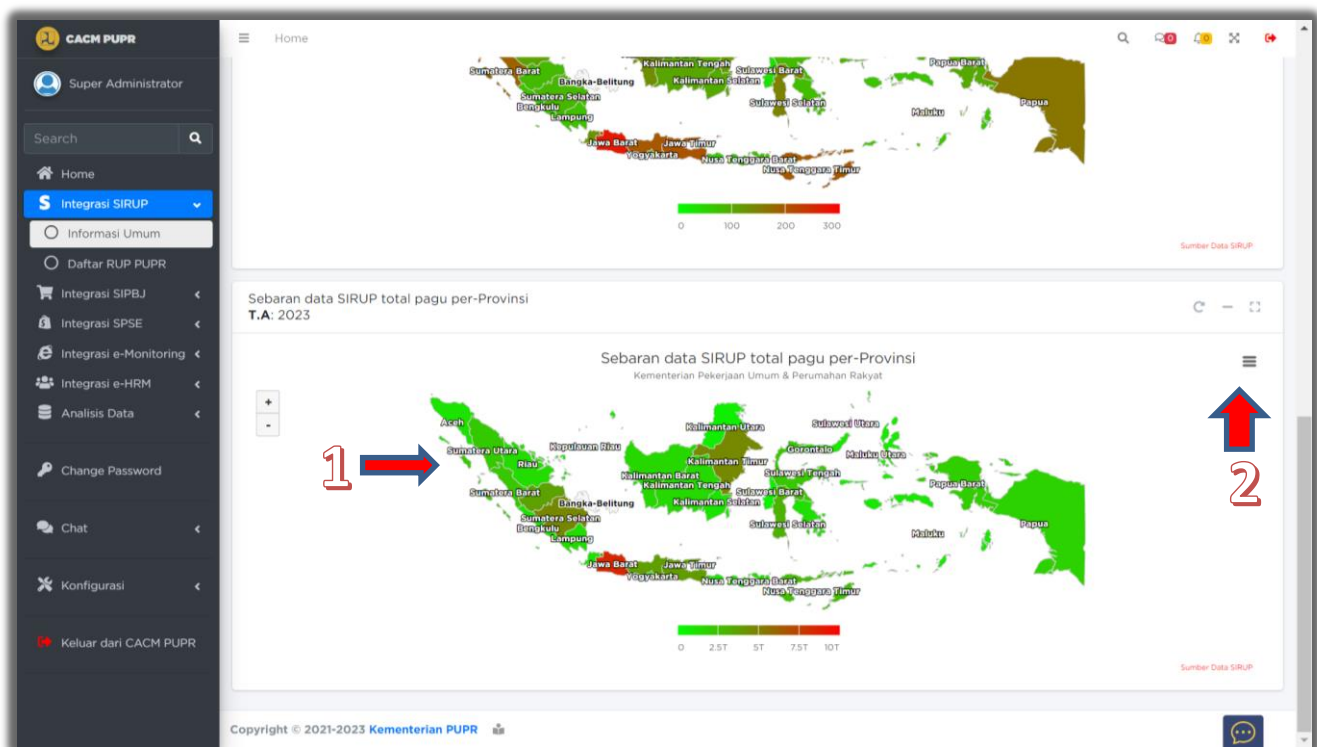 CACM PUPR
Home
Super Administrator
Search
Home
Integrasi SIRUP
Informasi Umum
Daftar RUP PUPR
Integrasi SIPBJ
Integrasi SPSE
Integrasi e-Monitoring
Integrasi e-HRM
Analisis Data
Change Password
Chat
Konfigurasi
Keluar dari CACM PUPR
0
0
Sumatera Barat
Bangka-Belitung
Sumatera Selatan
Bengkulu
Lampung
Kalimantan Tengah
Kalimantan Selatan
Sulawesi Barat
Sulawesi Selatan
Papua Barat
Maluku
Papua
Jawa Barat
Jawa Timur
Yogyakarta
Nusa Tenggara Barat
Nusa Tenggara Timur
0 100 200 300
Sumber Data SIRUP
Sebaran data SIRUP total pagu per-Provinsi
T.A: 2023
Sebaran data SIRUP total pagu per-Provinsi
Kementerian Pekerjaan Umum & Perumahan Rakyat
+
-
1
2
Aceh
Sumatera Utara
Riau
Kepulauan Riau
Sumatera Barat
Bangka-Belitung
Sumatera Selatan
Bengkulu
Lampung
Kalimantan Utara
Kalimantan Timur
Kalimantan Barat
Kalimantan Tengah
Kalimantan Selatan
Sulawesi Utara
Gorontalo
Maluku Utara
Sulawesi Tengah
Sulawesi Barat
Sulawesi Selatan
Papua Barat
Maluku
Papua
Jawa Barat
Jawa Timur
Yogyakarta
Nusa Tenggara Barat
Nusa Tenggara Timur
0 2.5T 5T 7.5T 10T
Sumber Data SIRUP
Copyright © 2021-2023 Kementerian PUPR